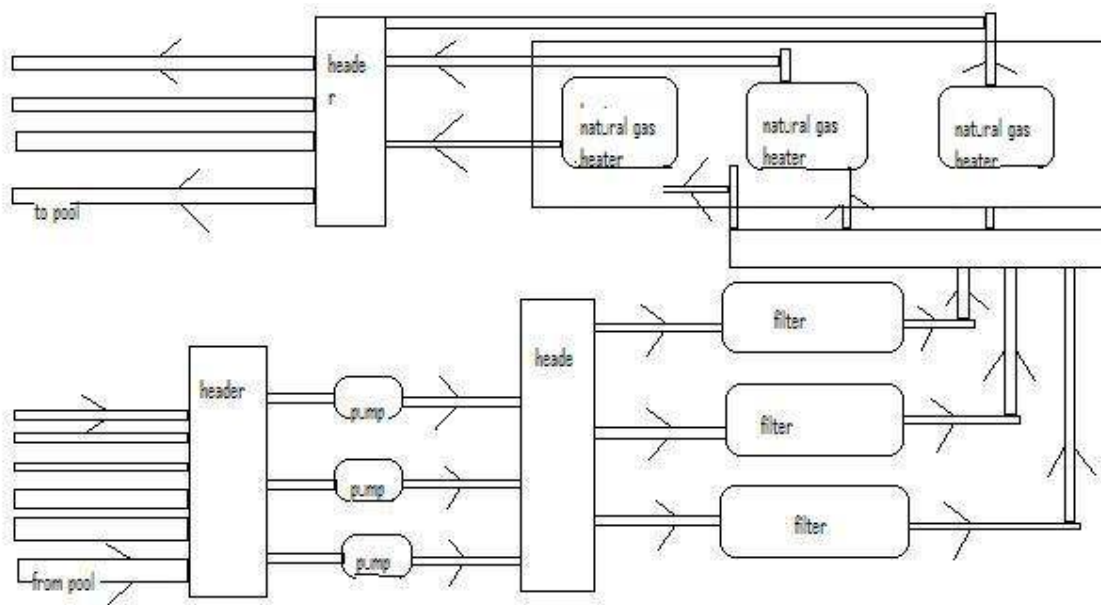 heade
r
natural gas
heater
natural gas
heater
natural gas
heater
to pool
filter
heade
header
pump
filter
pump
filter
pump
from pool